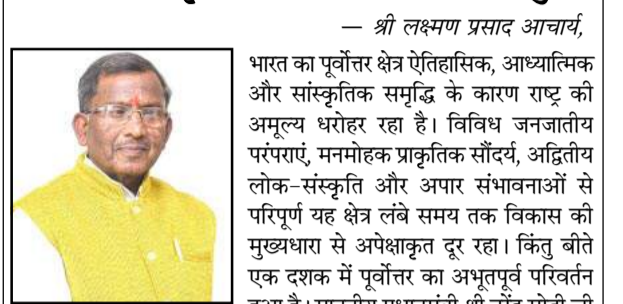 — श्री लक्ष्मण प्रसाद आचार्य,
भारत का पूर्वोत्तर क्षेत्र ऐतिहासिक, आध्यात्मिक
और सांस्कृतिक समृद्धि के कारण राष्ट्र की
अमूल्य धरोहर रहा है। विविध जनजातीय
परंपराएं, मनमोहक प्राकृतिक सौंदर्य, अद्वितीय
लोक-संस्कृति और अपार संभावनाओं से
परिपूर्ण यह क्षेत्र लंबे समय तक विकास की
मुख्यधारा से अपेक्षाकृत दूर रहा। किंतु बीते
एक दशक में पूर्वोत्तर का अभूतपूर्व परिवर्तन